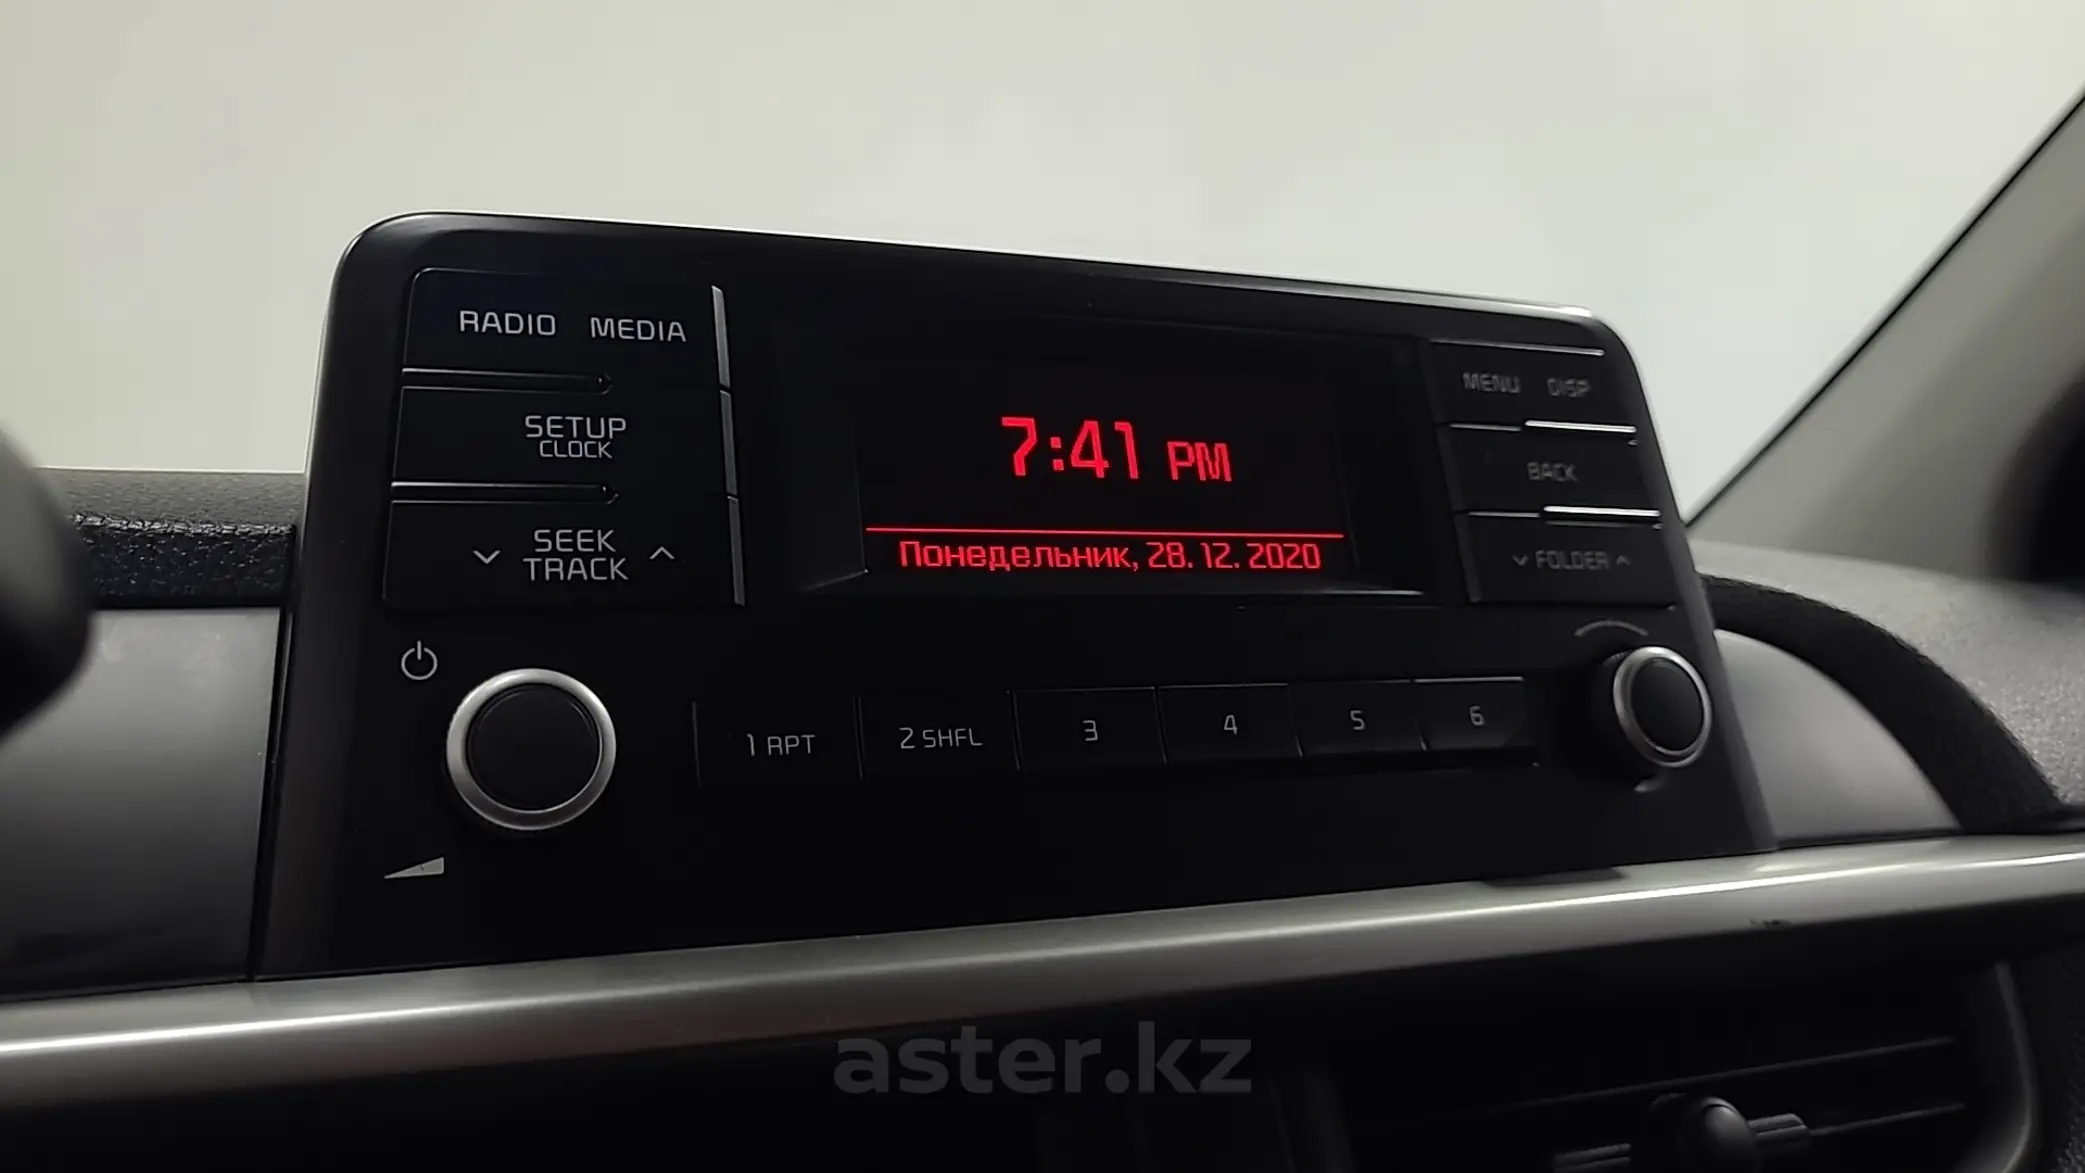 RADIO MEDIA
SETUP
CLOCK
SEEK
TRACK
7:41 PM
Понедельник, 28. 12. 2020
MENU DISP
BACK
FOLDER
1 RPT 2 SHFL 3 4 5 6
aster.kz